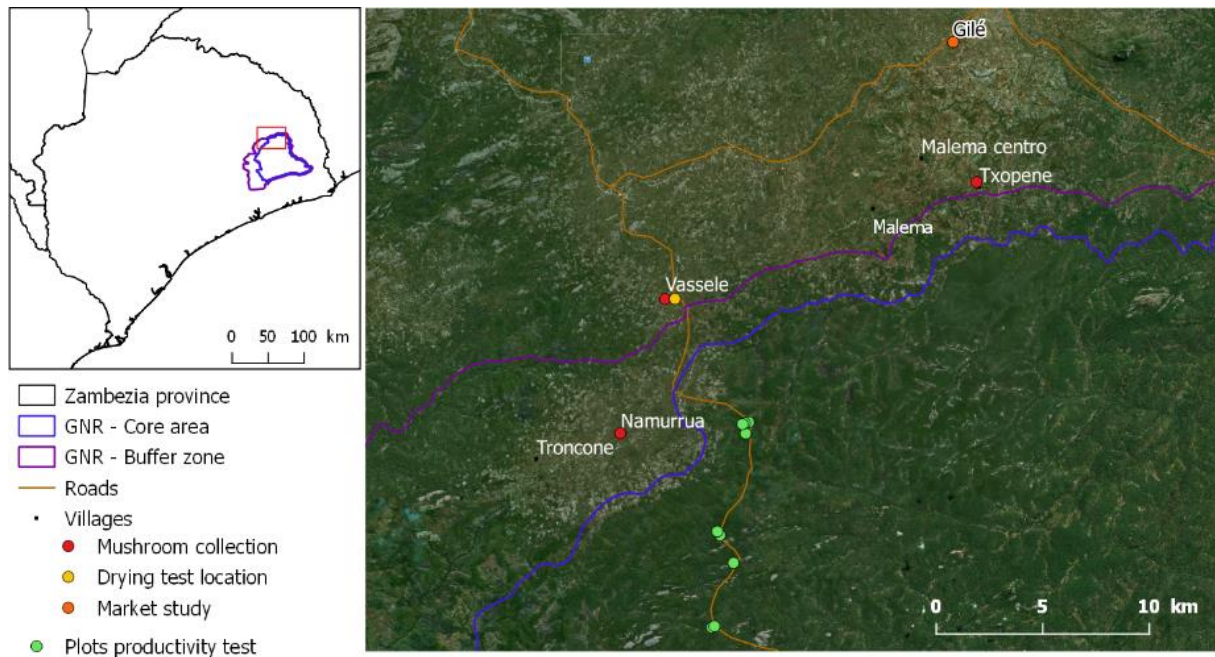 0 50 100 km
Zambezia province
GNR - Core area
GNR - Buffer zone
Roads
Villages
Mushroom collection
Drying test location
Market study
Plots productivity test
Gilé
Malema centro
Txopene
Malema
Vassele
Namurrua
Troncone
0 5 10 km